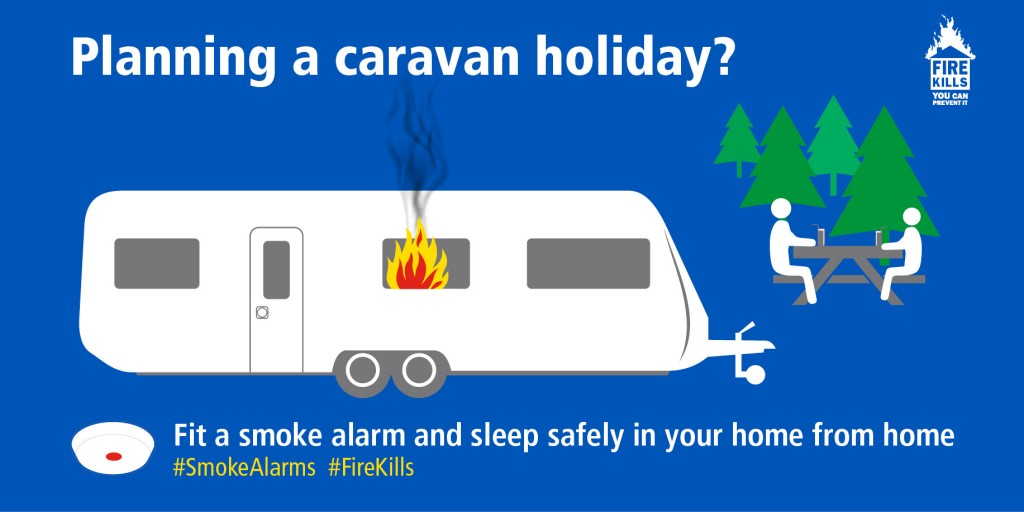 Planning a caravan holiday?
FIRE
KILLS
YOU CAN
PREVENT IT
Fit a smoke alarm and sleep safely in your home from home
#SmokeAlarms #FireKills